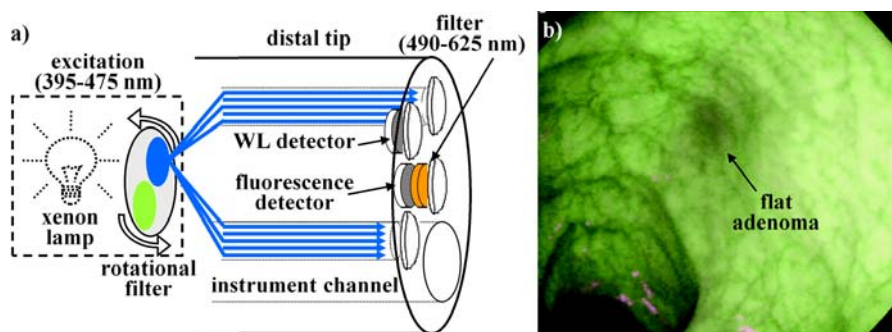 a)
excitation
(395-475 nm)
xenon
lamp
rotational
filter
distal tip
WL detector
fluorescence
detector
instrument channel
filter
(490-625 nm)
b)
flat
adenoma